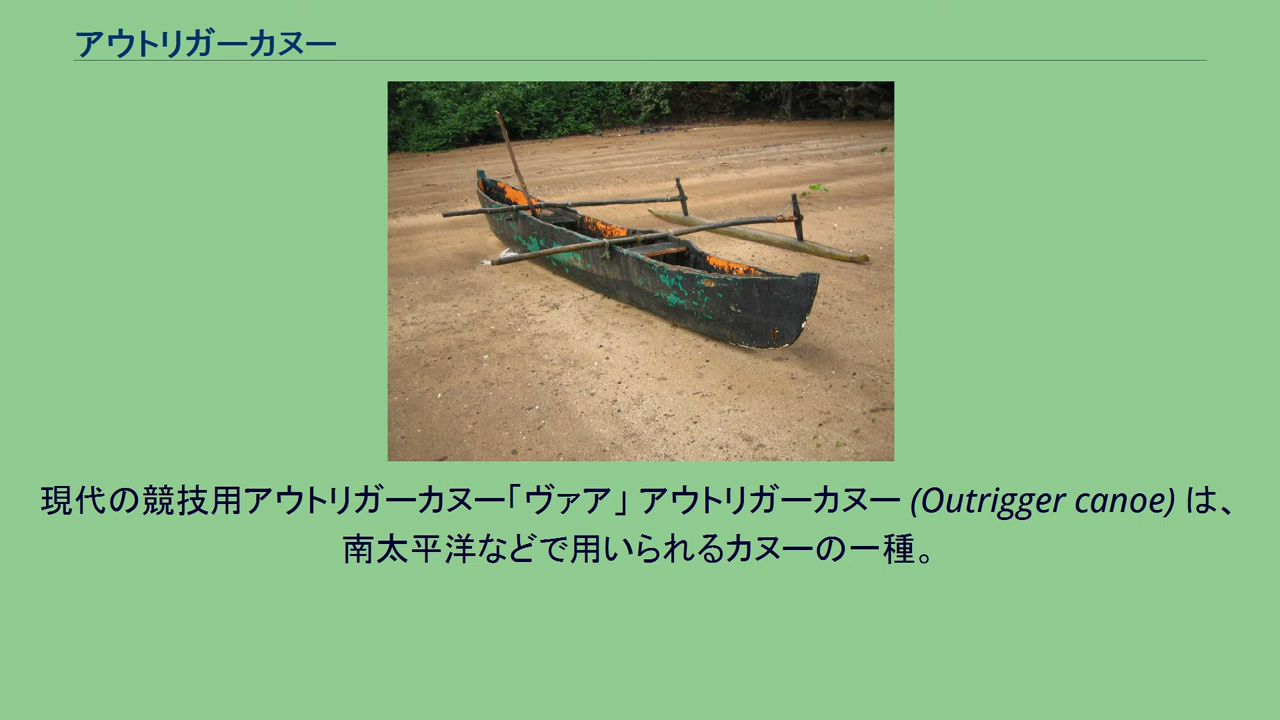 アウトリガーカヌー
現代の競技用アウトリガーカヌー「ヴァア」 アウトリガーカヌー (Outrigger canoe) は、
南太平洋などで用いられるカヌーの一種。